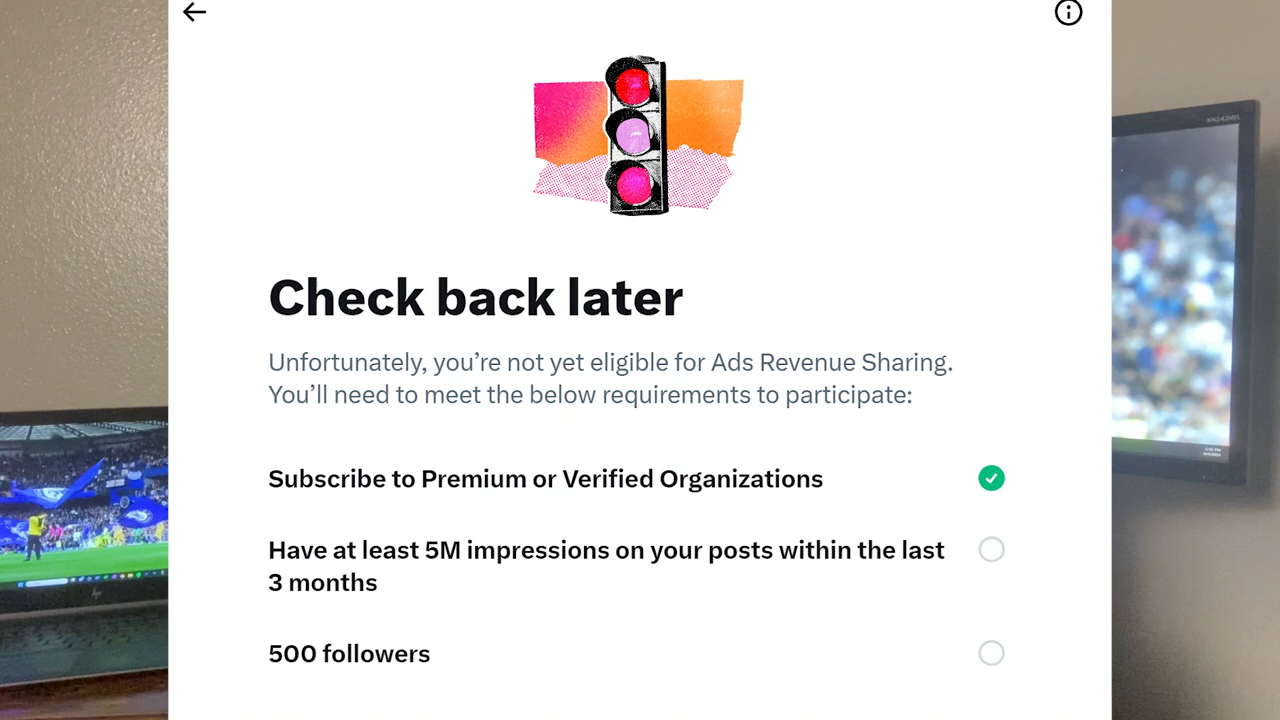 Check back later
Unfortunately, you’re not yet eligible for Ads Revenue Sharing.
You’ll need to meet the below requirements to participate:
Subscribe to Premium or Verified Organizations
Have at least 5M impressions on your posts within the last
3 months
500 followers
hp